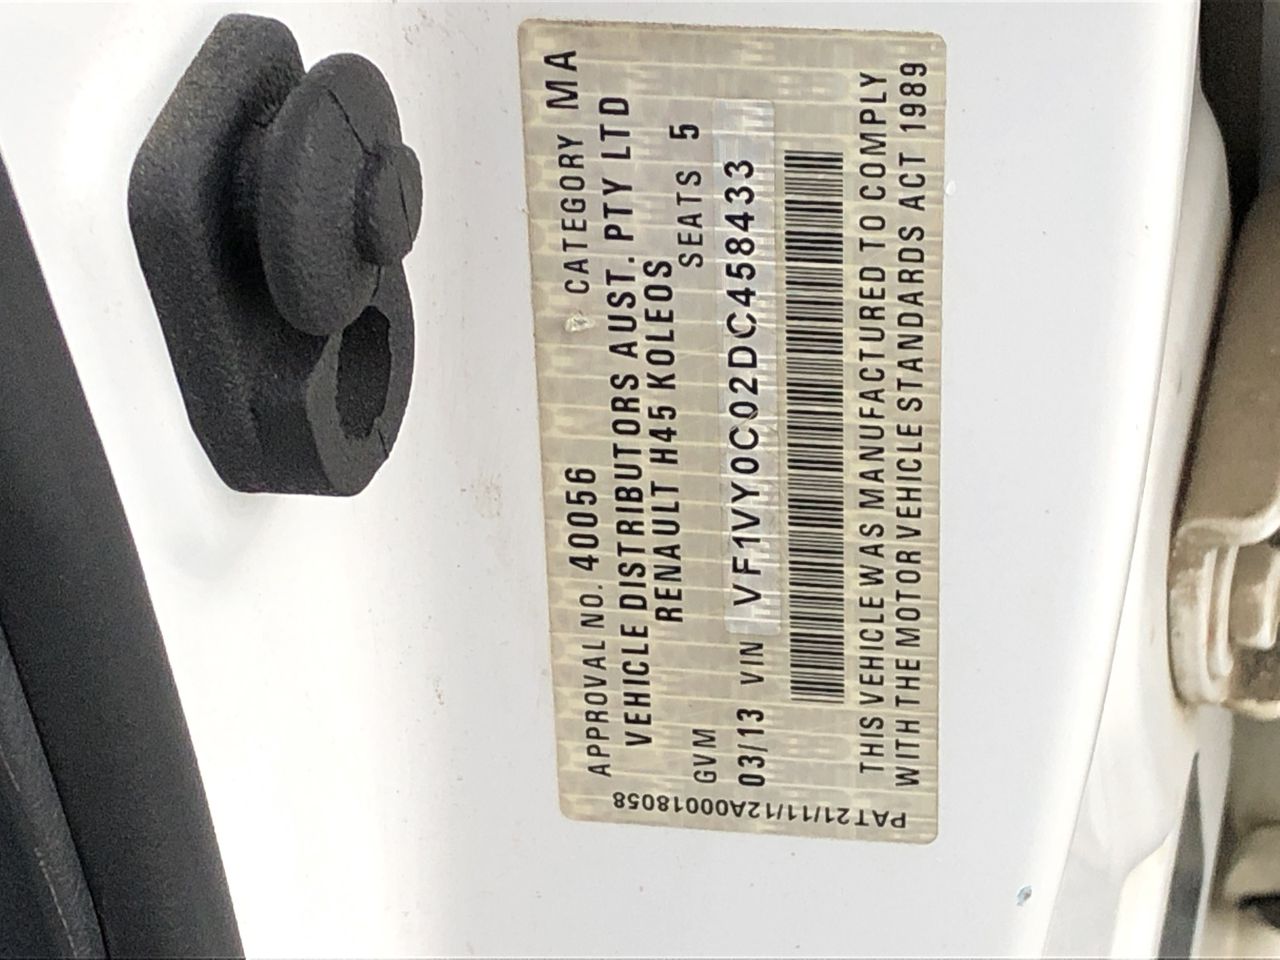 APPROVAL NO. 40056 CATEGORY MA
VEHICLE DISTRIBUTORS AUST. PTY LTD
RENAULT H45 KOLEOS
GVM SEATS 5
03/13 VIN VF1VY0C02DC458433
THIS VEHICLE WAS MANUFACTURED TO COMPLY
WITH THE MOTOR VEHICLE STANDARDS ACT 1989
PAT21/11/12A00018058